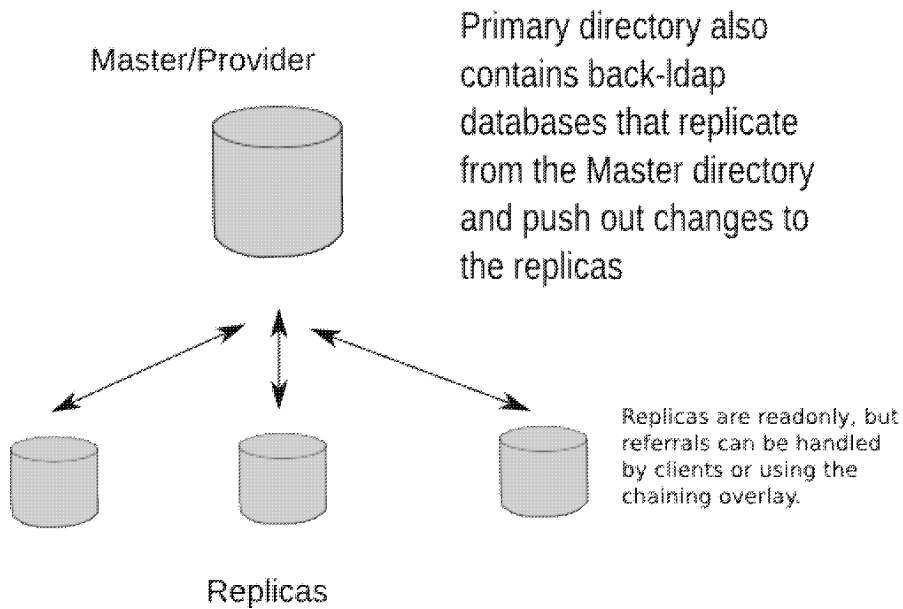 Master/Provider
Primary directory also
contains back-ldap
databases that replicate
from the Master directory
and push out changes to
the replicas
Replicas are readonly, but
referrals can be handled
by clients or using the
chaining overlay.
Replicas